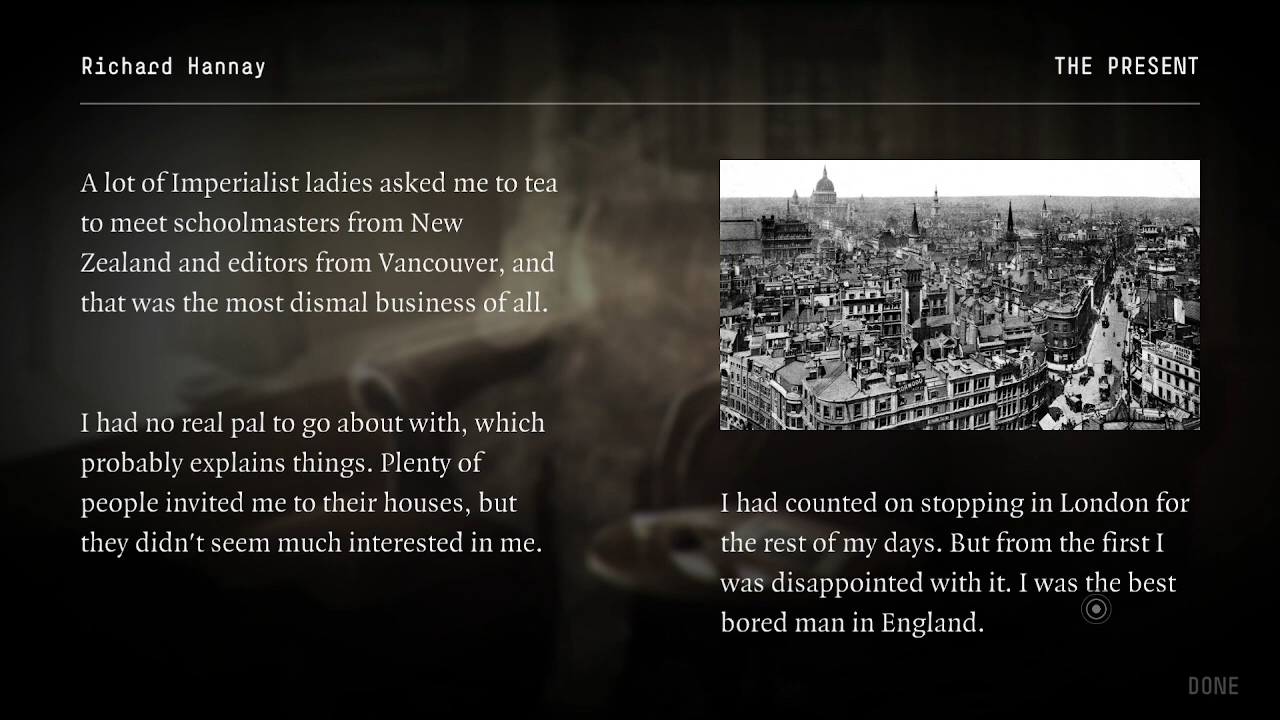 Richard Hannay
THE PRESENT
A lot of Imperialist ladies asked me to tea
to meet schoolmasters from New
Zealand and editors from Vancouver, and
that was the most dismal business of all.
I had no real pal to go about with, which
probably explains things. Plenty of
people invited me to their houses, but
they didn't seem much interested in me.
I had counted on stopping in London for
the rest of my days. But from the first I
was disappointed with it. I was the best
bored man in England.
DONE